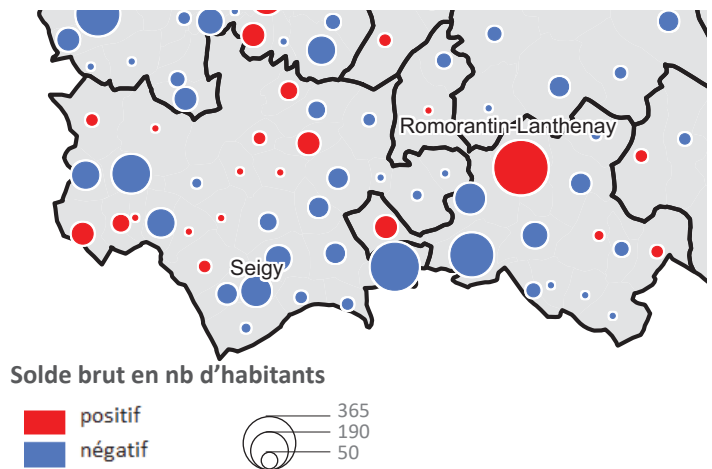 Romorantin-Lanthenay
Seigy
Solde brut en nb d'habitants
positif
négatif
365
190
50